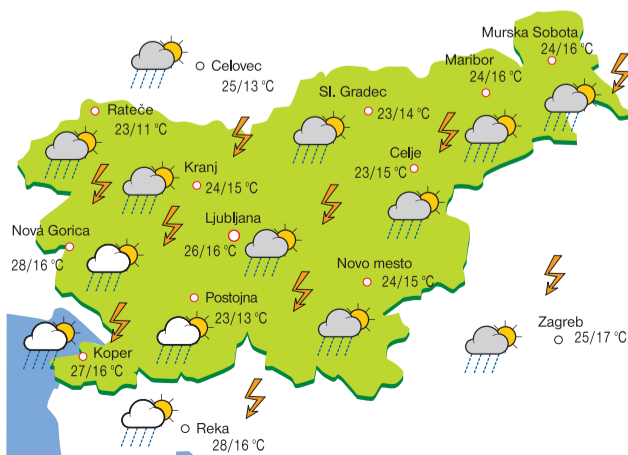 Murska Sobota
24/16 °C
Celovec
25/13 °C
Maribor
24/16 °C
Sl. Gradec
23/14 °C
Rateče
23/11 °C
Celje
23/15 °C
Kranj
24/15 °C
Ljubljana
26/16 °C
Nova Gorica
28/16 °C
Novo mesto
24/15 °C
Postojna
23/13 °C
Zagreb
25/17 °C
Koper
27/16 °C
Reka
28/16 °C